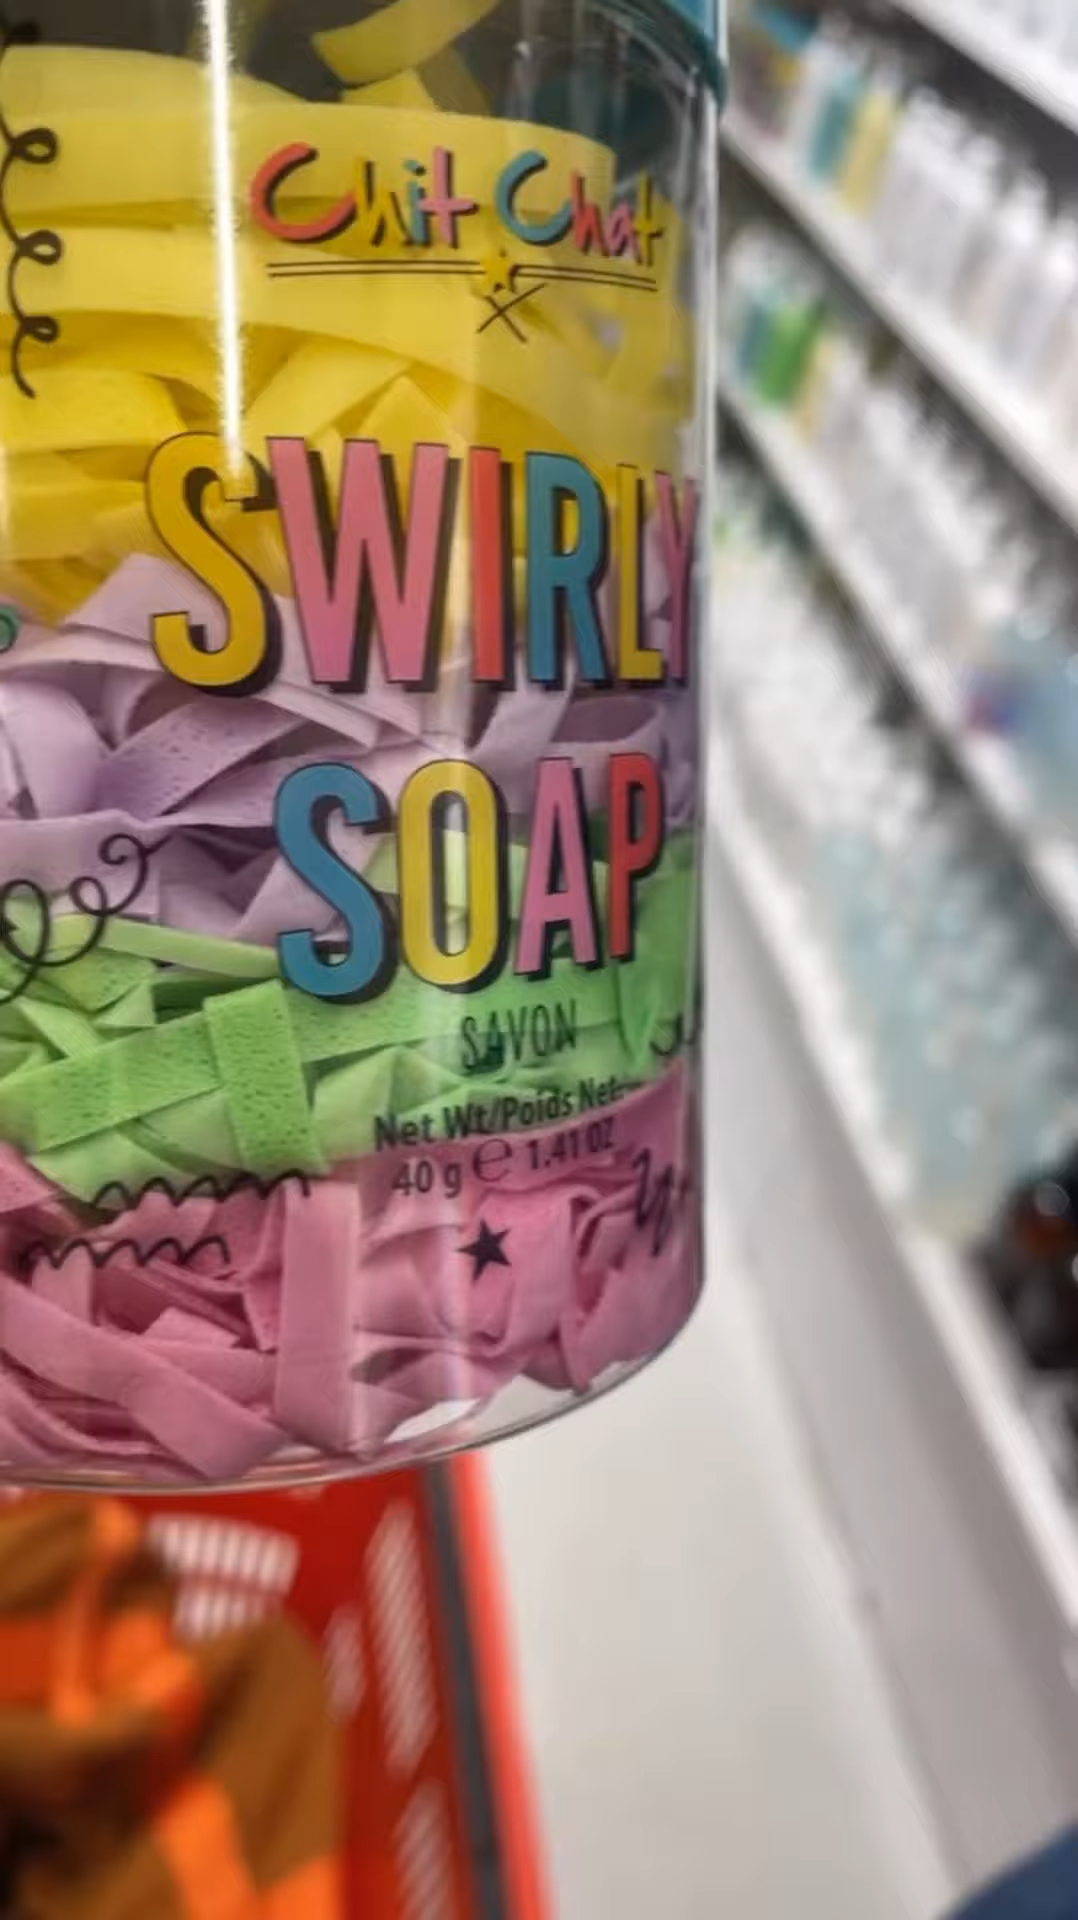 Chit Chat
SWIRLY
SOAP
SAVON
Net Wt/Poids Net:
40 g ℮ 1.41 OZ